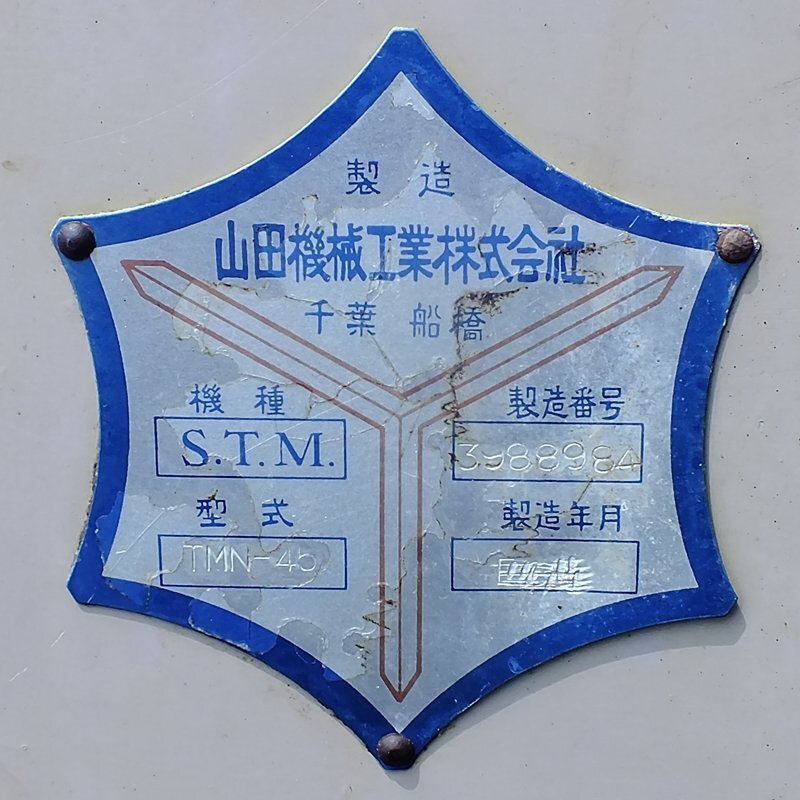 製造
山田機械工業株式会社
千葉 船橋
機種
S.T.M.
製造番号
3988984
型式
TMN-45
製造年月